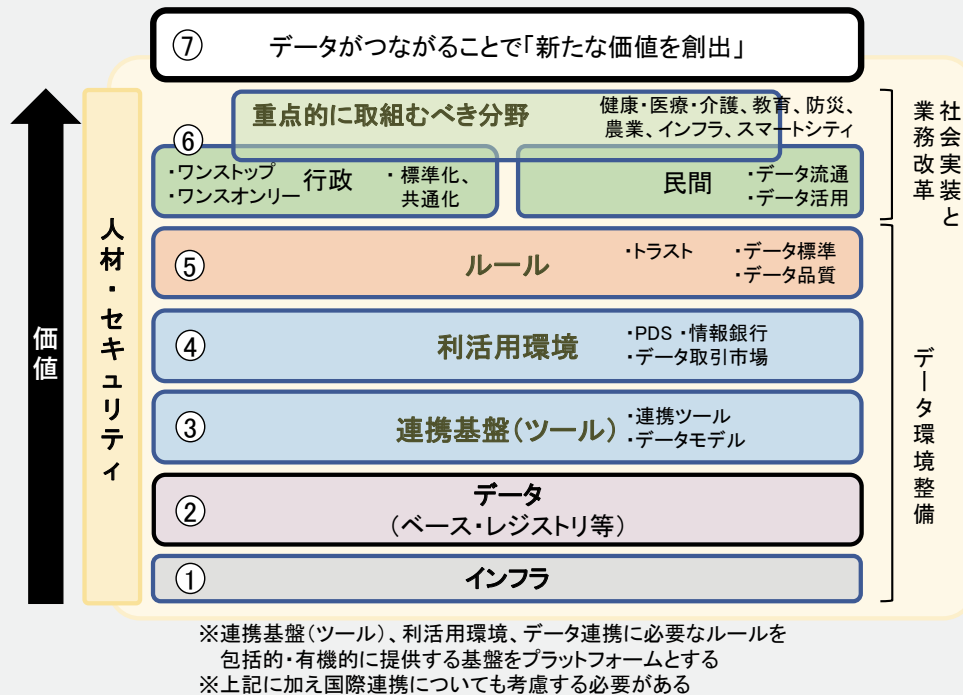 ⑦ データがつながることで「新たな価値を創出」
重点的に取組むべき分野
健康・医療・介護、教育、防災、
農業、インフラ、スマートシティ
⑥
・ワンストップ
・ワンスオンリー
行政
・標準化、
共通化
民間
・データ流通
・データ活用
⑤ ルール
・トラスト
・データ標準
・データ品質
④ 利活用環境
・PDS ・情報銀行
・データ取引市場
③ 連携基盤(ツール)
・連携ツール
・データモデル
② データ
(ベース・レジストリ等)
① インフラ
価値
人材・セキュリティ
社会実装と
業務改革
データ環境整備
※連携基盤(ツール)、利活用環境、データ連携に必要なルールを
包括的・有機的に提供する基盤をプラットフォームとする
※上記に加え国際連携についても考慮する必要がある